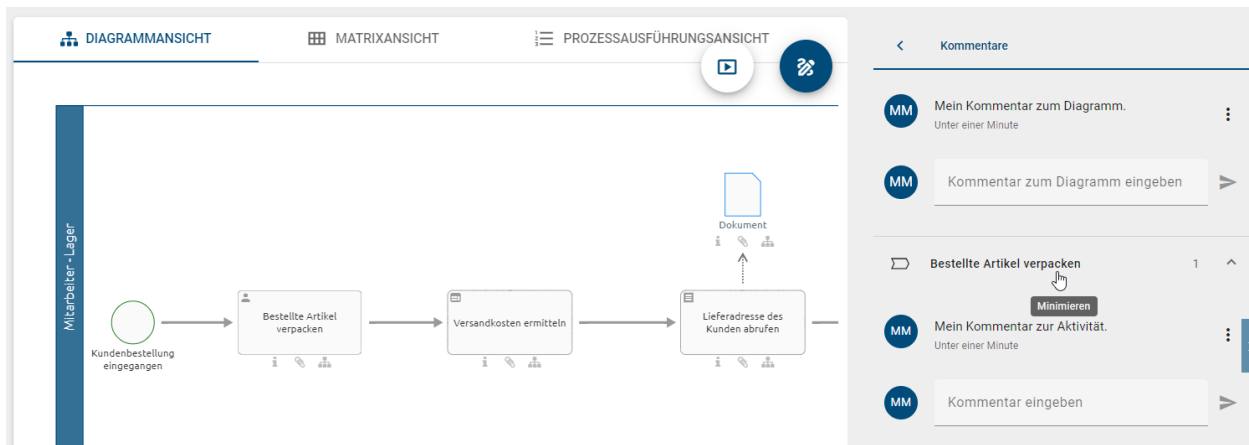 DIAGRAMMANSICHT
MATRIXANSICHT
PROZESSAUSFÜHRUNGSANSICHT
Mitarbeiter - Lager
Kundenbestellung
eingegangen
Bestellte Artikel
verpacken
Versandkosten ermitteln
Dokument
Lieferadresse des
Kunden abrufen
Kommentare
MM
Mein Kommentar zum Diagramm.
Unter einer Minute
MM
Kommentar zum Diagramm eingeben
Bestellte Artikel verpacken 1
Minimieren
MM
Mein Kommentar zur Aktivität.
Unter einer Minute
MM
Kommentar eingeben